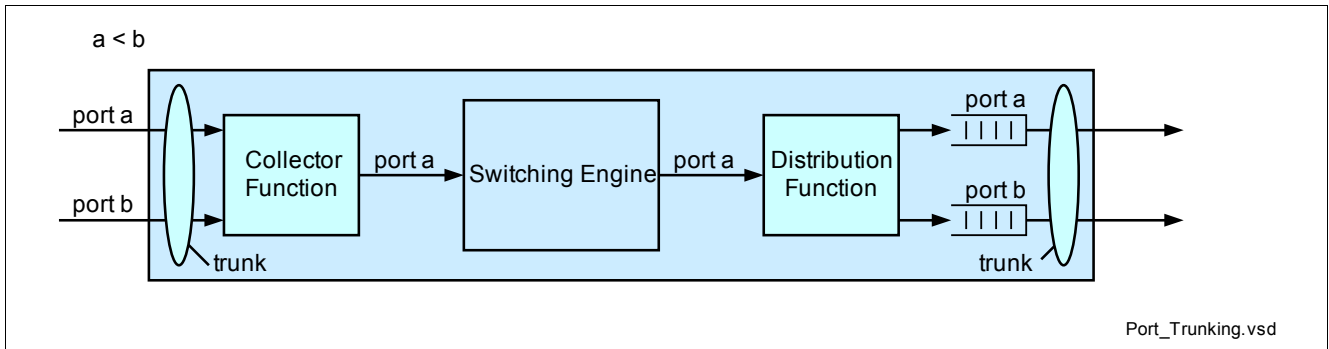 a < b
port a
port b
trunk
Collector
Function
port a
Switching Engine
port a
Distribution
Function
port a
port b
trunk
Port_Trunking.vsd